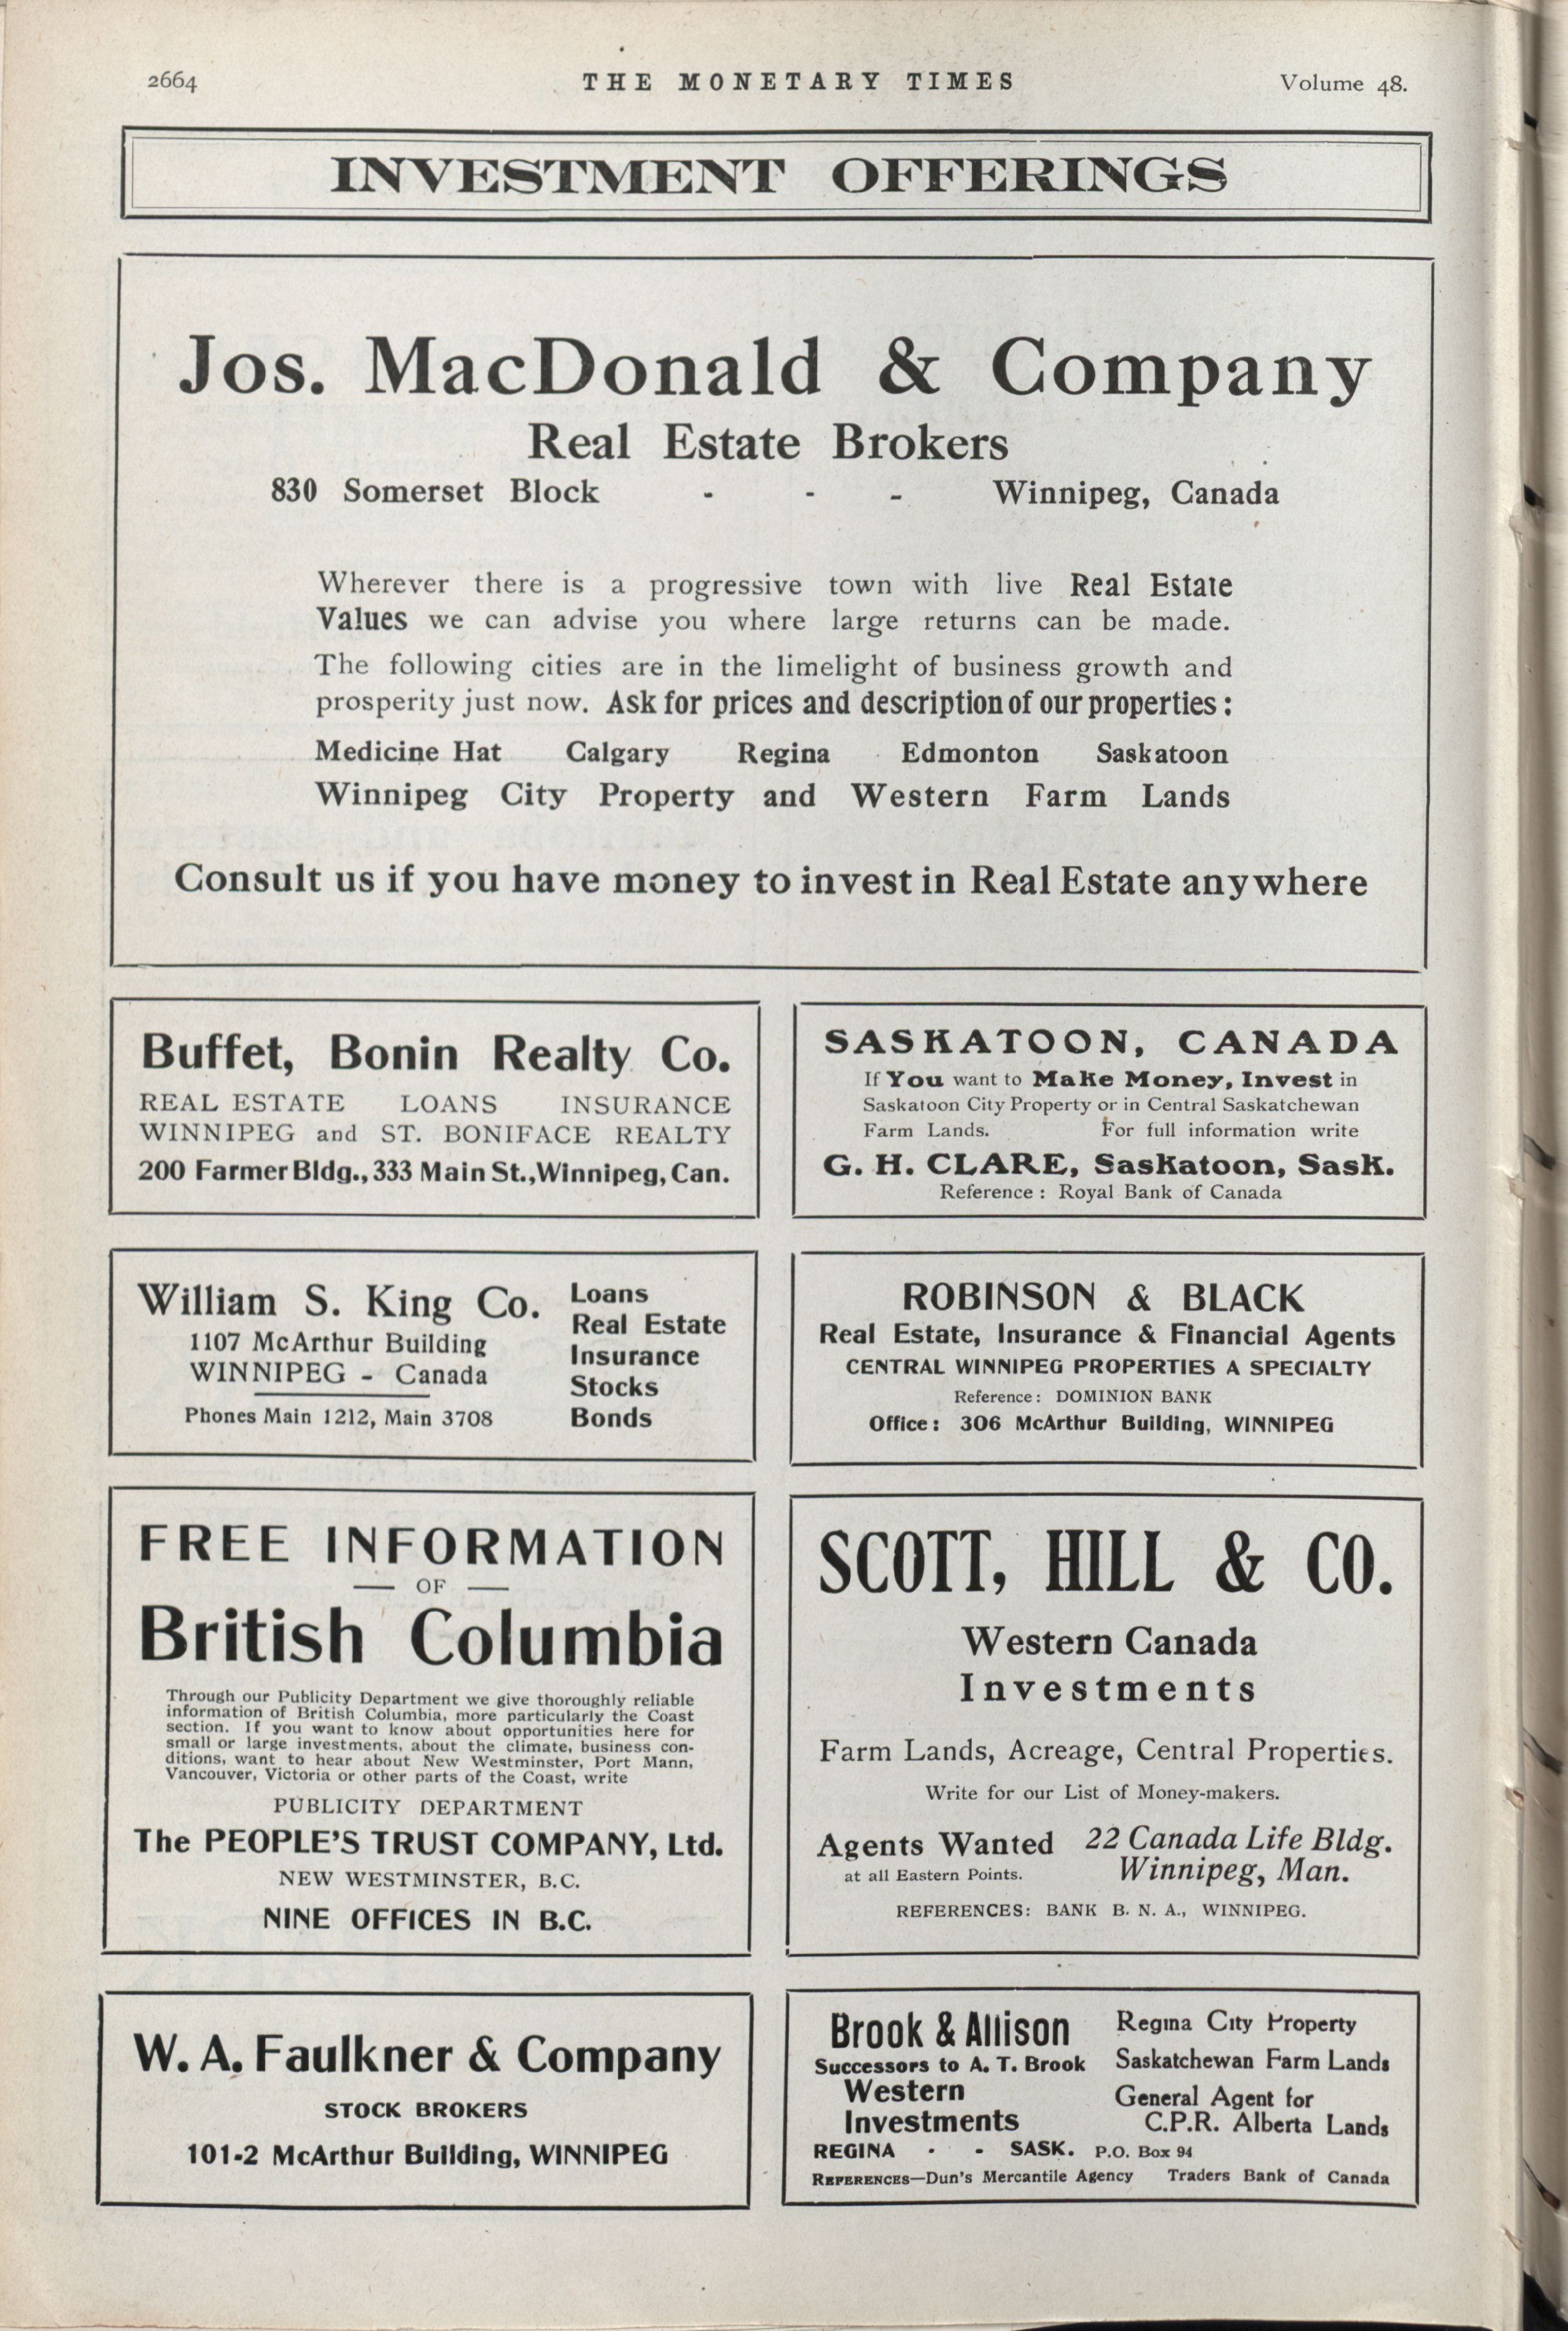 2664
THE MONETARY TIMES
Volume 48.
INVESTMENT OFFERINGS
Jos. MacDonald & Company
Real Estate Brokers
830 Somerset Block - - - Winnipeg, Canada
Wherever there is a progressive town with live Real Estate
Values we can advise you where large returns can be made.
The following cities are in the limelight of business growth and
prosperity just now. Ask for prices and description of our properties:
Medicine Hat Calgary Regina Edmonton Saskatoon
Winnipeg City Property and Western Farm Lands
Consult us if you have money to invest in Real Estate anywhere
Buffet, Bonin Realty Co.
REAL ESTATE LOANS INSURANCE
WINNIPEG and ST. BONIFACE REALTY
200 Farmer Bldg., 333 Main St., Winnipeg, Can.
SASKATOON, CANADA
If You want to Make Money, Invest in
Saskatoon City Property or in Central Saskatchewan
Farm Lands. For full information write
G. H. CLARE, Saskatoon, Sask.
Reference: Royal Bank of Canada
William S. King Co.
1107 McArthur Building
WINNIPEG - Canada
Phones Main 1212, Main 3708
Loans
Real Estate
Insurance
Stocks
Bonds
ROBINSON & BLACK
Real Estate, Insurance & Financial Agents
CENTRAL WINNIPEG PROPERTIES A SPECIALTY
Reference: DOMINION BANK
Office: 306 McArthur Building, WINNIPEG
FREE INFORMATION
— OF —
British Columbia
Through our Publicity Department we give thoroughly reliable
information of British Columbia, more particularly the Coast
section. If you want to know about opportunities here for
small or large investments, about the climate, business con-
ditions, want to hear about New Westminster, Port Mann,
Vancouver, Victoria or other parts of the Coast, write
PUBLICITY DEPARTMENT
The PEOPLE'S TRUST COMPANY, Ltd.
NEW WESTMINSTER, B.C.
NINE OFFICES IN B.C.
SCOTT, HILL & CO.
Western Canada
Investments
Farm Lands, Acreage, Central Properties.
Write for our List of Money-makers.
Agents Wanted
at all Eastern Points.
22 Canada Life Bldg.
Winnipeg, Man.
REFERENCES: BANK B. N. A., WINNIPEG.
W. A. Faulkner & Company
STOCK BROKERS
101-2 McArthur Building, WINNIPEG
Brook & Allison
Successors to A. T. Brook
Western
Investments
Regina City Property
Saskatchewan Farm Lands
General Agent for
C.P.R. Alberta Lands
REGINA - - SASK. P.O. Box 94
REFERENCES—Dun's Mercantile Agency Traders Bank of Canada